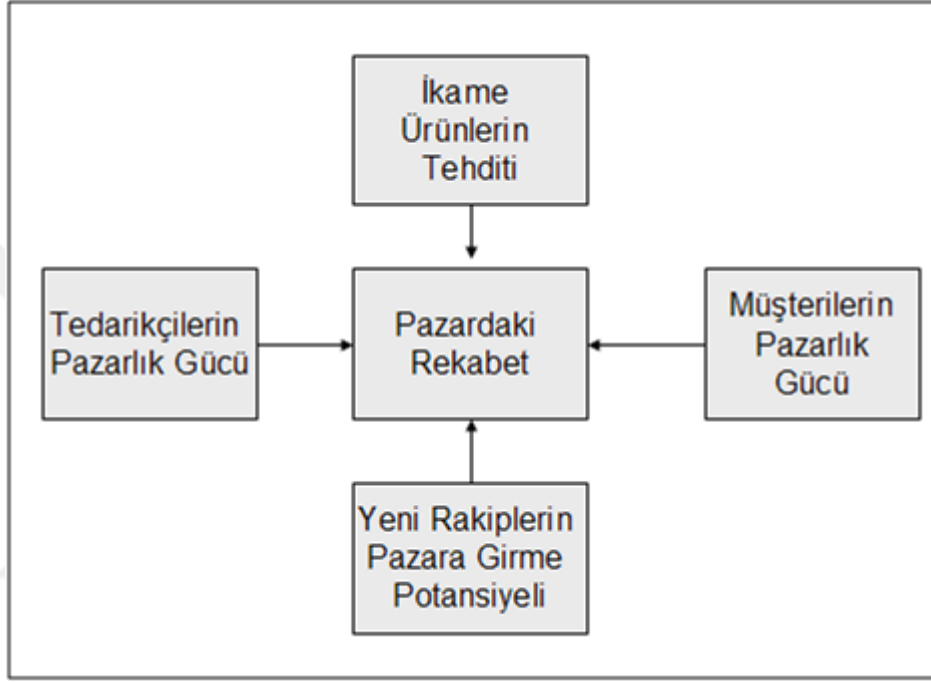 İkame
Ürünlerin
Tehditi
Tedarikçilerin
Pazarlık Gücü
Pazardaki
Rekabet
Müşterilerin
Pazarlık
Gücü
Yeni Rakiplerin
Pazara Girme
Potansiyeli